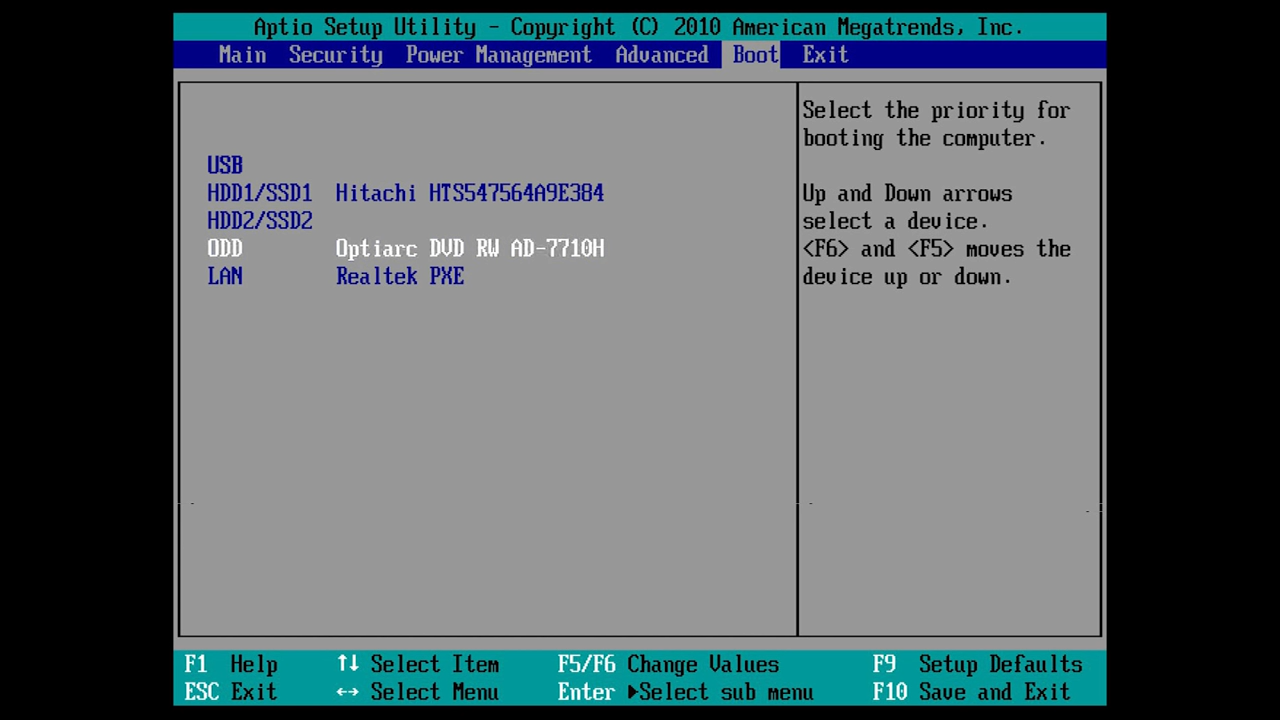 Aptio Setup Utility - Copyright (C) 2010 American Megatrends, Inc.
Main Security Power Management Advanced Boot Exit
USB
HDD1/SSD1 Hitachi HTS547564A9E384
HDD2/SSD2
ODD Optiarc DVD RW AD-7710H
LAN Realtek PXE
Select the priority for
booting the computer.
Up and Down arrows
select a device.
<F6> and <F5> moves the
device up or down.
F1 Help ↑↓ Select Item F5/F6 Change Values F9 Setup Defaults
ESC Exit ←→ Select Menu Enter ▶Select sub menu F10 Save and Exit